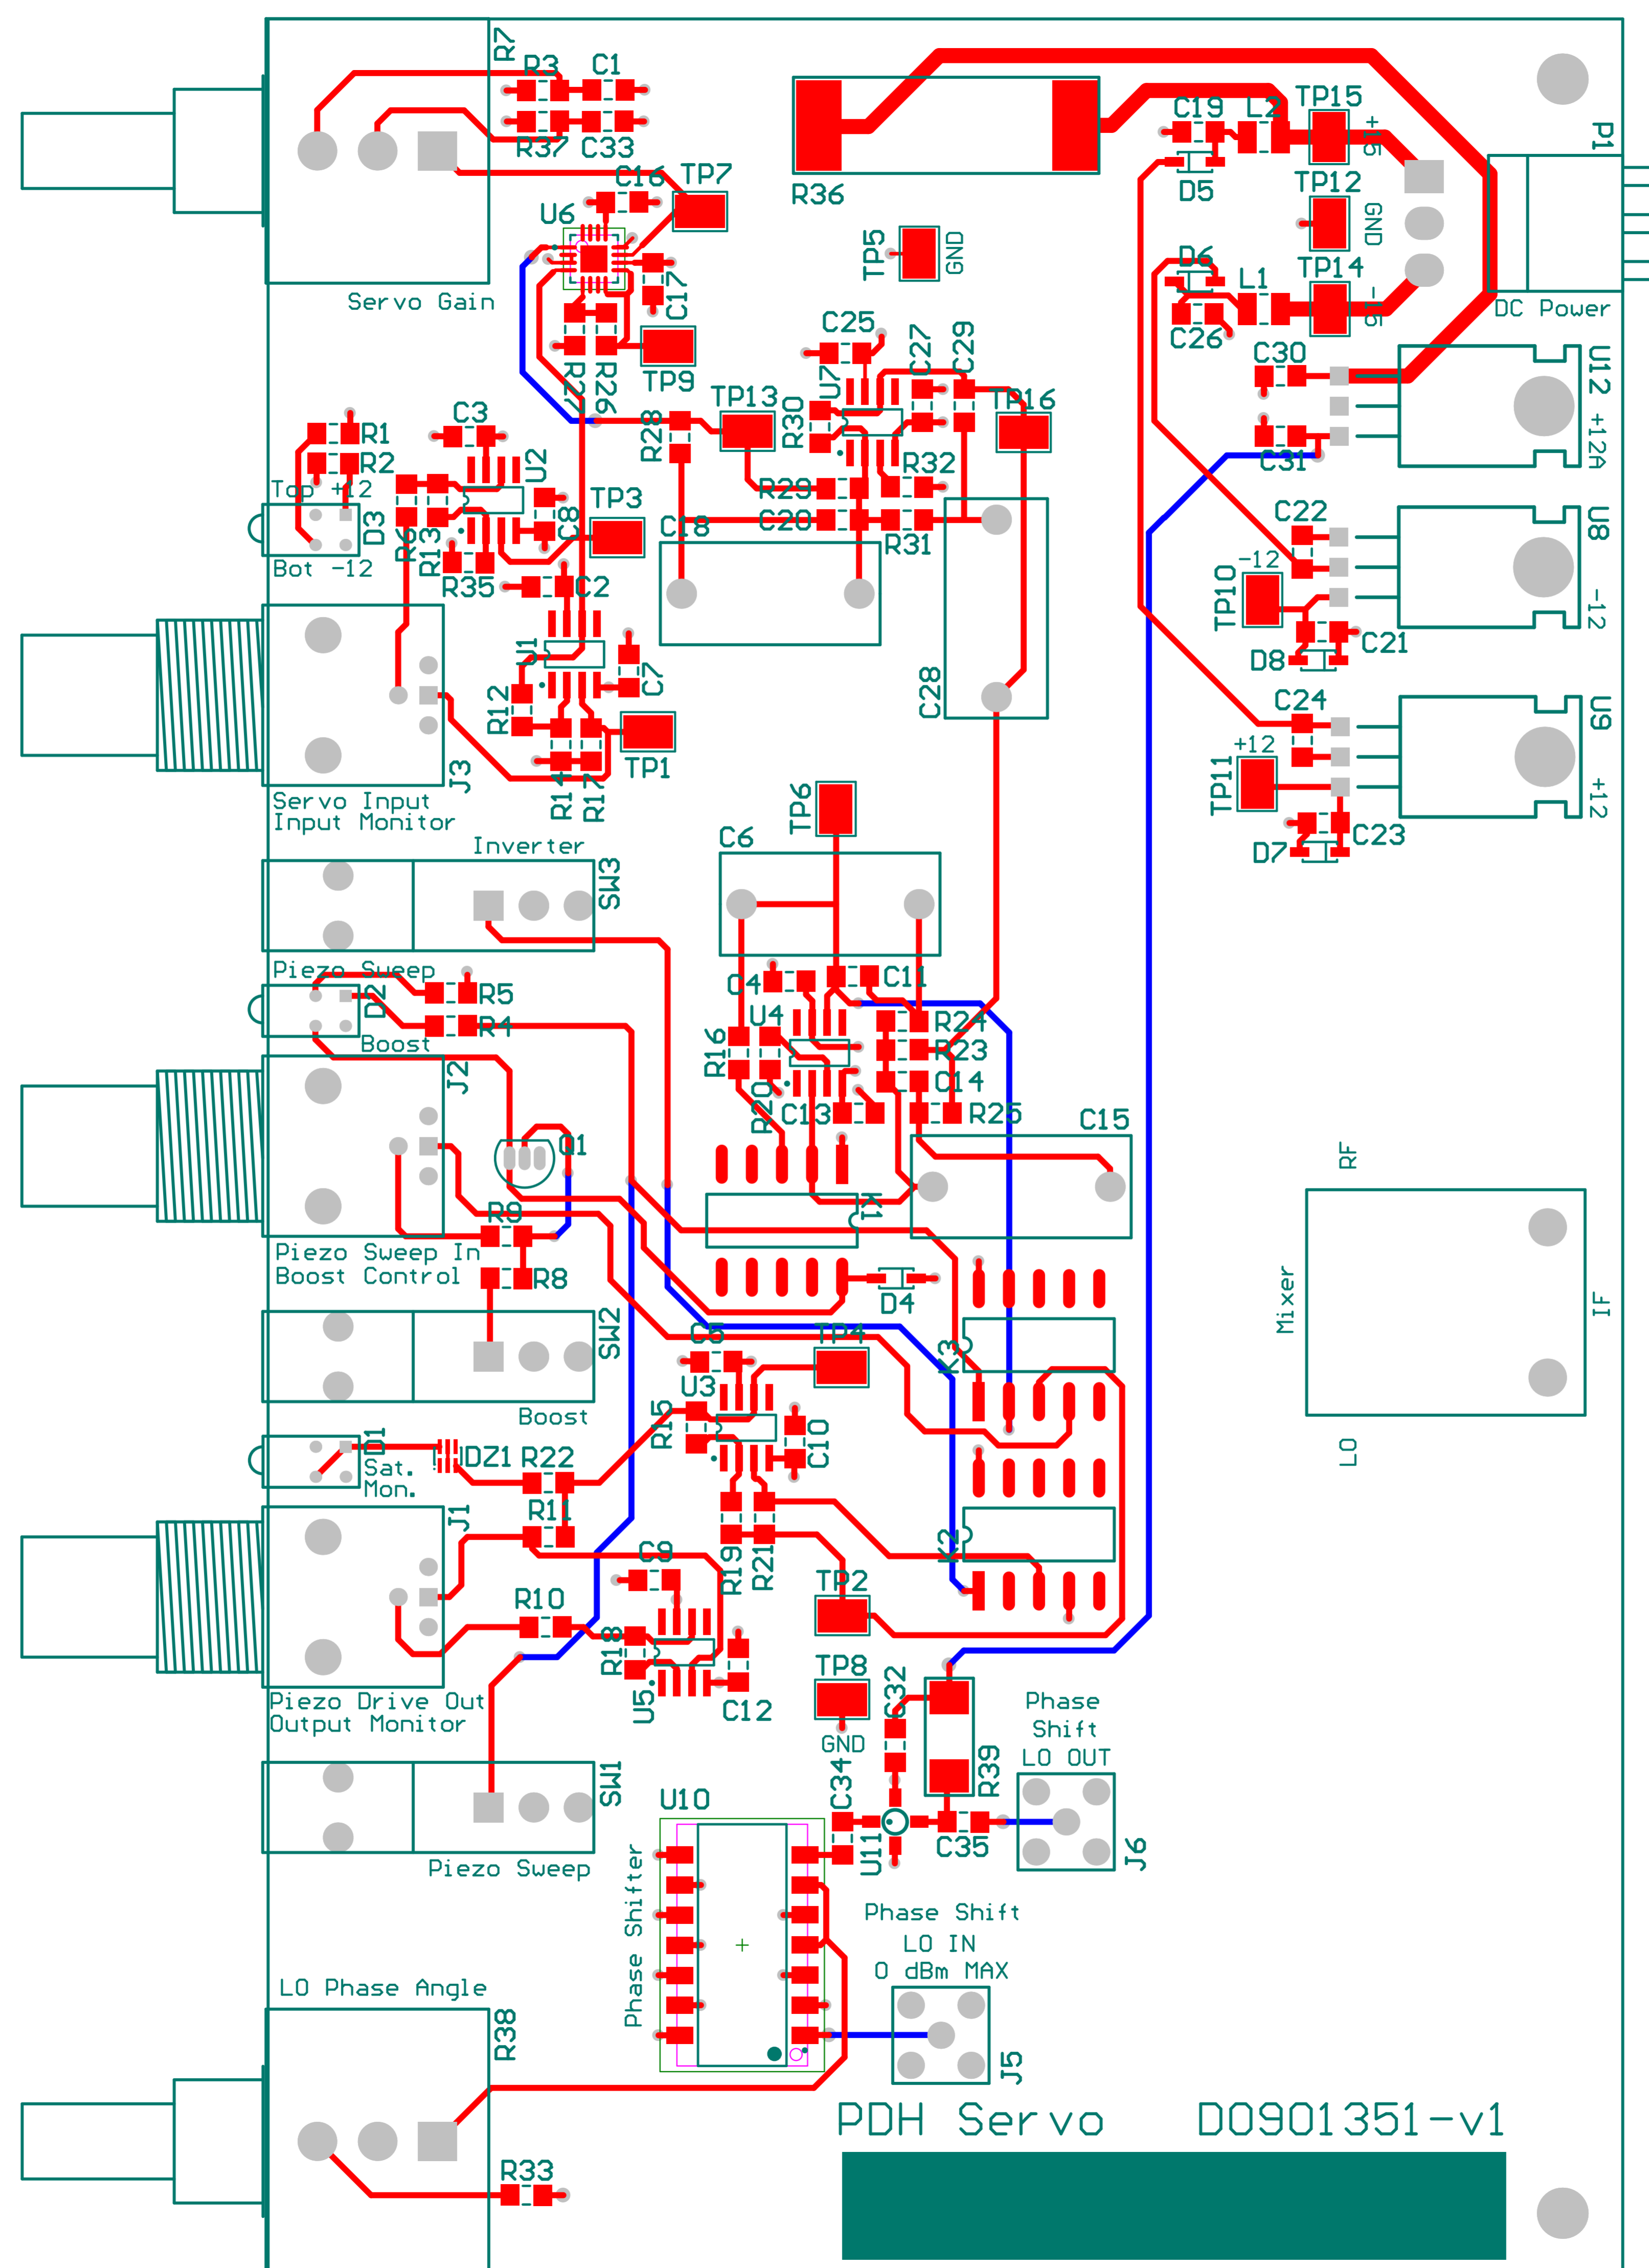 R7
R3
C1
R37
C33
C16
TP7
U6
R36
TP5
GND
C19
L2
TP15
+15
P1
D5
TP12
GND
D6
L1
TP14
-15
C26
DC Power
Servo Gain
C17
TP9
R27
R26
C25
C27
C29
U7
TP13
R30
TP16
R28
C30
U12
+12A
C31
C3
R1
R2
Top +12
U2
TP3
R29
R32
C20
R31
C18
D3
R6
R13
C8
Bot -12
R35
C2
C22
U8
-12
TP10
-12
C21
D8
U1
C7
R12
C28
TP1
R14
R17
J3
Servo Input
Input Monitor
C24
U9
+12
TP11
+12
C23
D7
TP6
C6
Inverter
SW3
Piezo Sweep
D2
R5
R4
Boost
C4
C11
U4
R24
R23
R16
C14
R20
C13
R25
C15
J2
Q1
K1
RF
R9
Piezo Sweep In
Boost Control
R8
D4
Mixer
IF
LO
SW2
C5
TP4
K3
U3
Boost
R15
C10
D1
Sat.
Mon.
DZ1
R22
R11
J1
K2
R19
R21
C9
TP2
R10
R18
U5
C12
TP8
GND
C32
Phase
Shift
LO OUT
Piezo Drive Out
Output Monitor
R39
C34
SW1
U10
U11
C35
J6
Piezo Sweep
Phase Shifter
Phase Shift
LO IN
0 dBm MAX
LO Phase Angle
R38
J5
PDH Servo D0901351-v1
R33